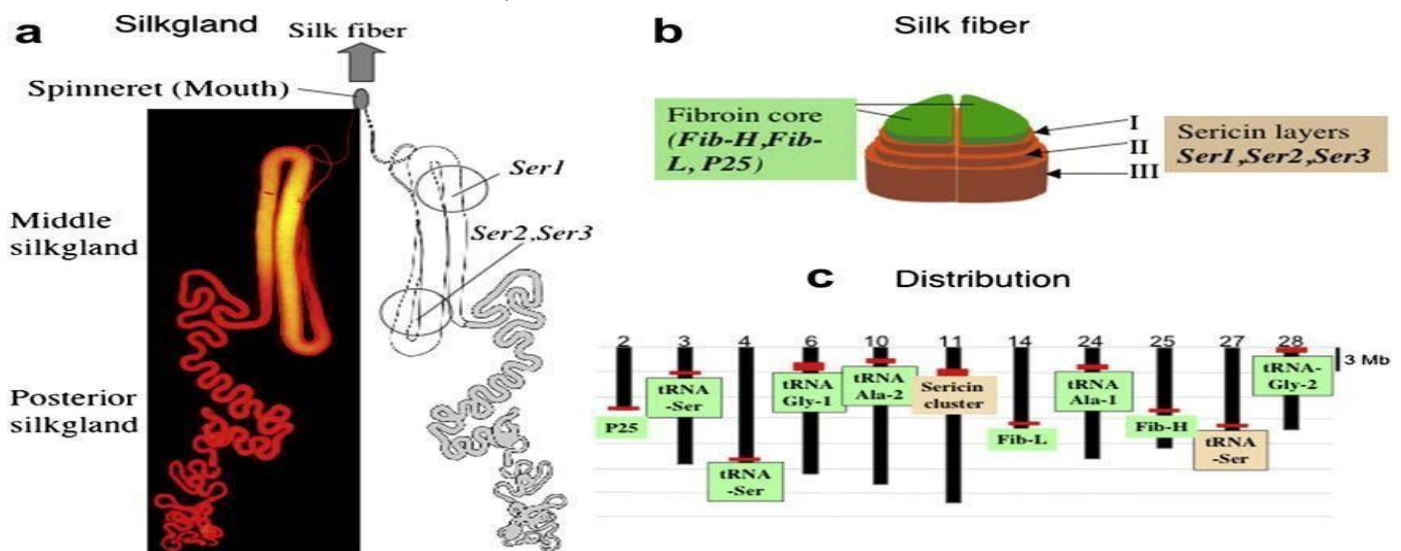 a
Silkgland
Silk fiber
Spinneret (Mouth)
Ser1
Middle
silkgland
Ser2,Ser3
Posterior
silkgland
b
Silk fiber
Fibroin core
(Fib-H,Fib-
L, P25)
I
II
III
Sericin layers
Ser1,Ser2,Ser3
c
Distribution
2
3
4
6
10
11
14
24
25
27
28
3 Mb
P25
tRNA
-Ser
tRNA
-Ser
tRNA
Gly-1
tRNA
Ala-2
Sericin
cluster
Fib-L
tRNA
Ala-1
Fib-H
tRNA
-Ser
tRNA-
Gly-2